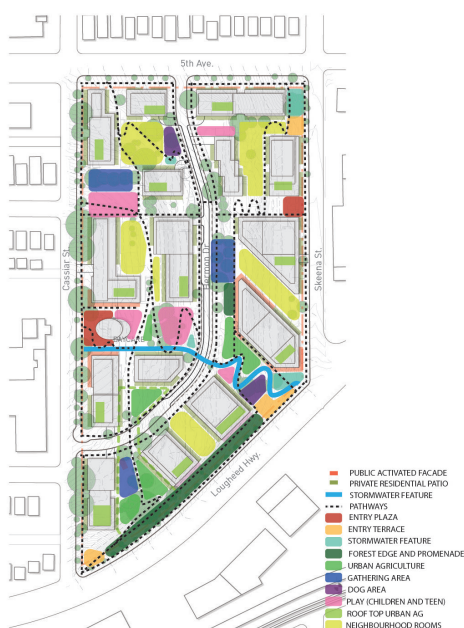 5th Ave.
Cassiar St.
Hermon Dr.
Skeena St.
Lougheed Hwy.
PUBLIC ACTIVATED FACADE
PRIVATE RESIDENTIAL PATIO
STORMWATER FEATURE
PATHWAYS
ENTRY PLAZA
ENTRY TERRACE
STORMWATER FEATURE
FOREST EDGE AND PROMENADE
URBAN AGRICULTURE
GATHERING AREA
DOG AREA
PLAY (CHILDREN AND TEEN)
ROOF TOP URBAN AG
NEIGHBOURHOOD ROOMS